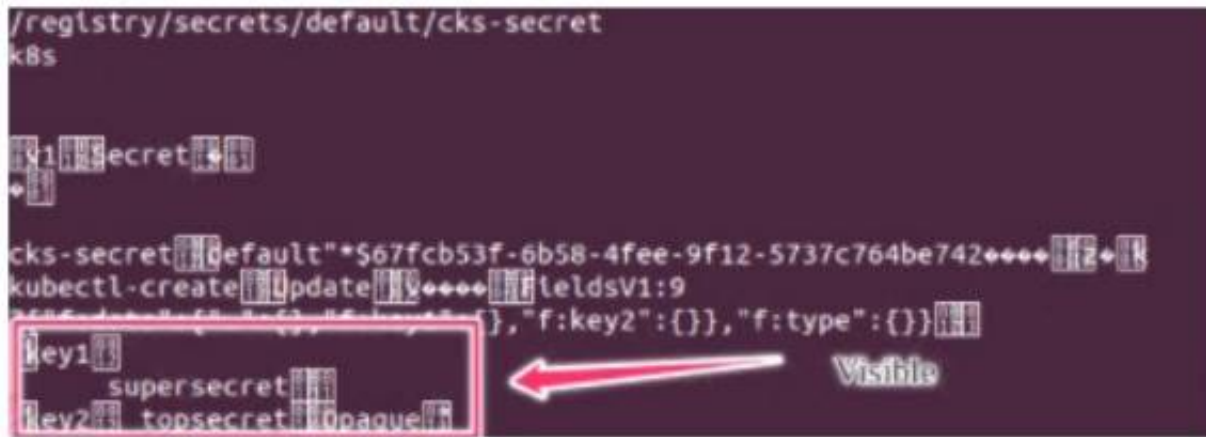 /registry/secrets/default/cks-secret
k8s
v1 Secret
cks-secret default"*$67fcb53f-6b58-4fee-9f12-5737c764be742 z k
kubectl-create Update v FieldsV1:9
{},"f:key2":{}},"f:type":{}}
key1
supersecret
Visible
key2 topsecret Opaque"